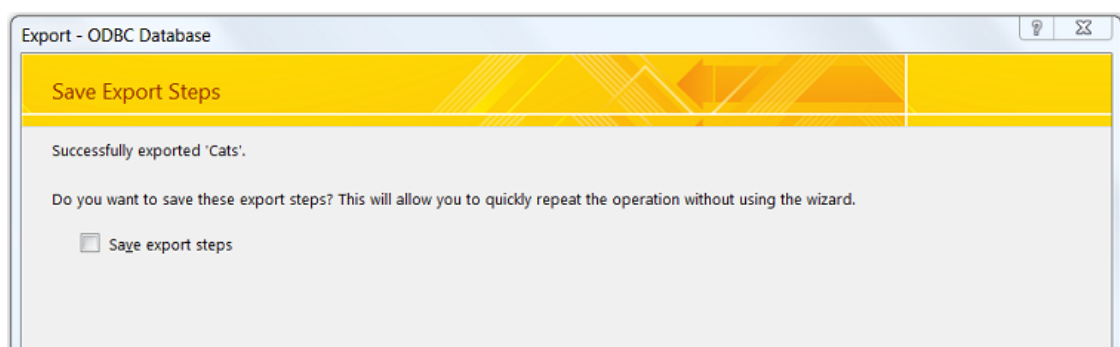 Export - ODBC Database
Save Export Steps
Successfully exported 'Cats'.
Do you want to save these export steps? This will allow you to quickly repeat the operation without using the wizard.
Save export steps